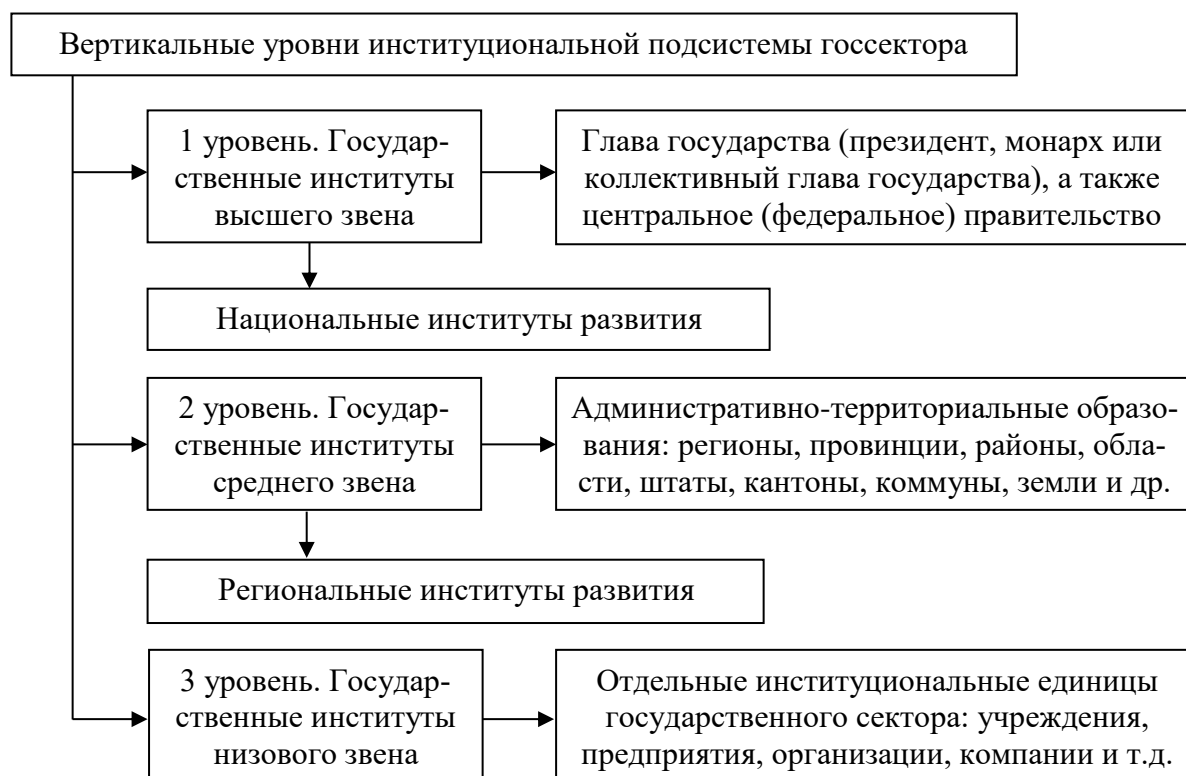 Вертикальные уровни институциональной подсистемы госсектора
1 уровень. Государ-
ственные институты
высшего звена
Глава государства (президент, монарх или
коллективный глава государства), а также
центральное (федеральное) правительство
Национальные институты развития
2 уровень. Государ-
ственные институты
среднего звена
Административно-территориальные образо-
вания: регионы, провинции, районы, обла-
сти, штаты, кантоны, коммуны, земли и др.
Региональные институты развития
3 уровень. Государ-
ственные институты
низового звена
Отдельные институциональные единицы
государственного сектора: учреждения,
предприятия, организации, компании и т.д.